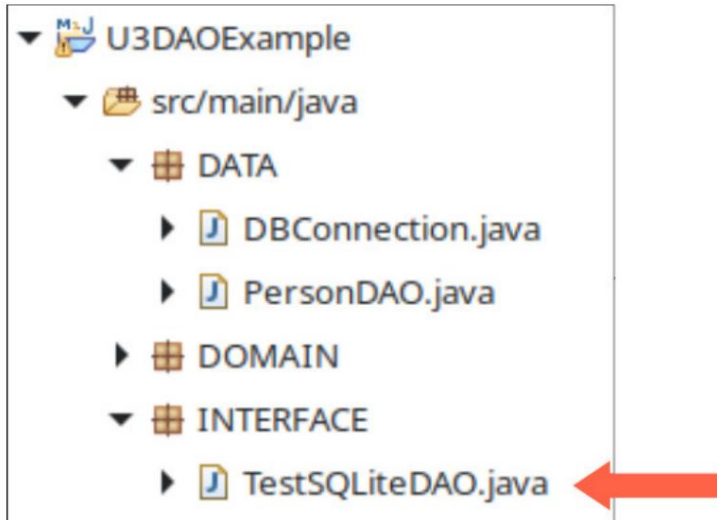 U3DAOExample
src/main/java
DATA
DBConnection.java
PersonDAO.java
DOMAIN
INTERFACE
TestSQLiteDAO.java